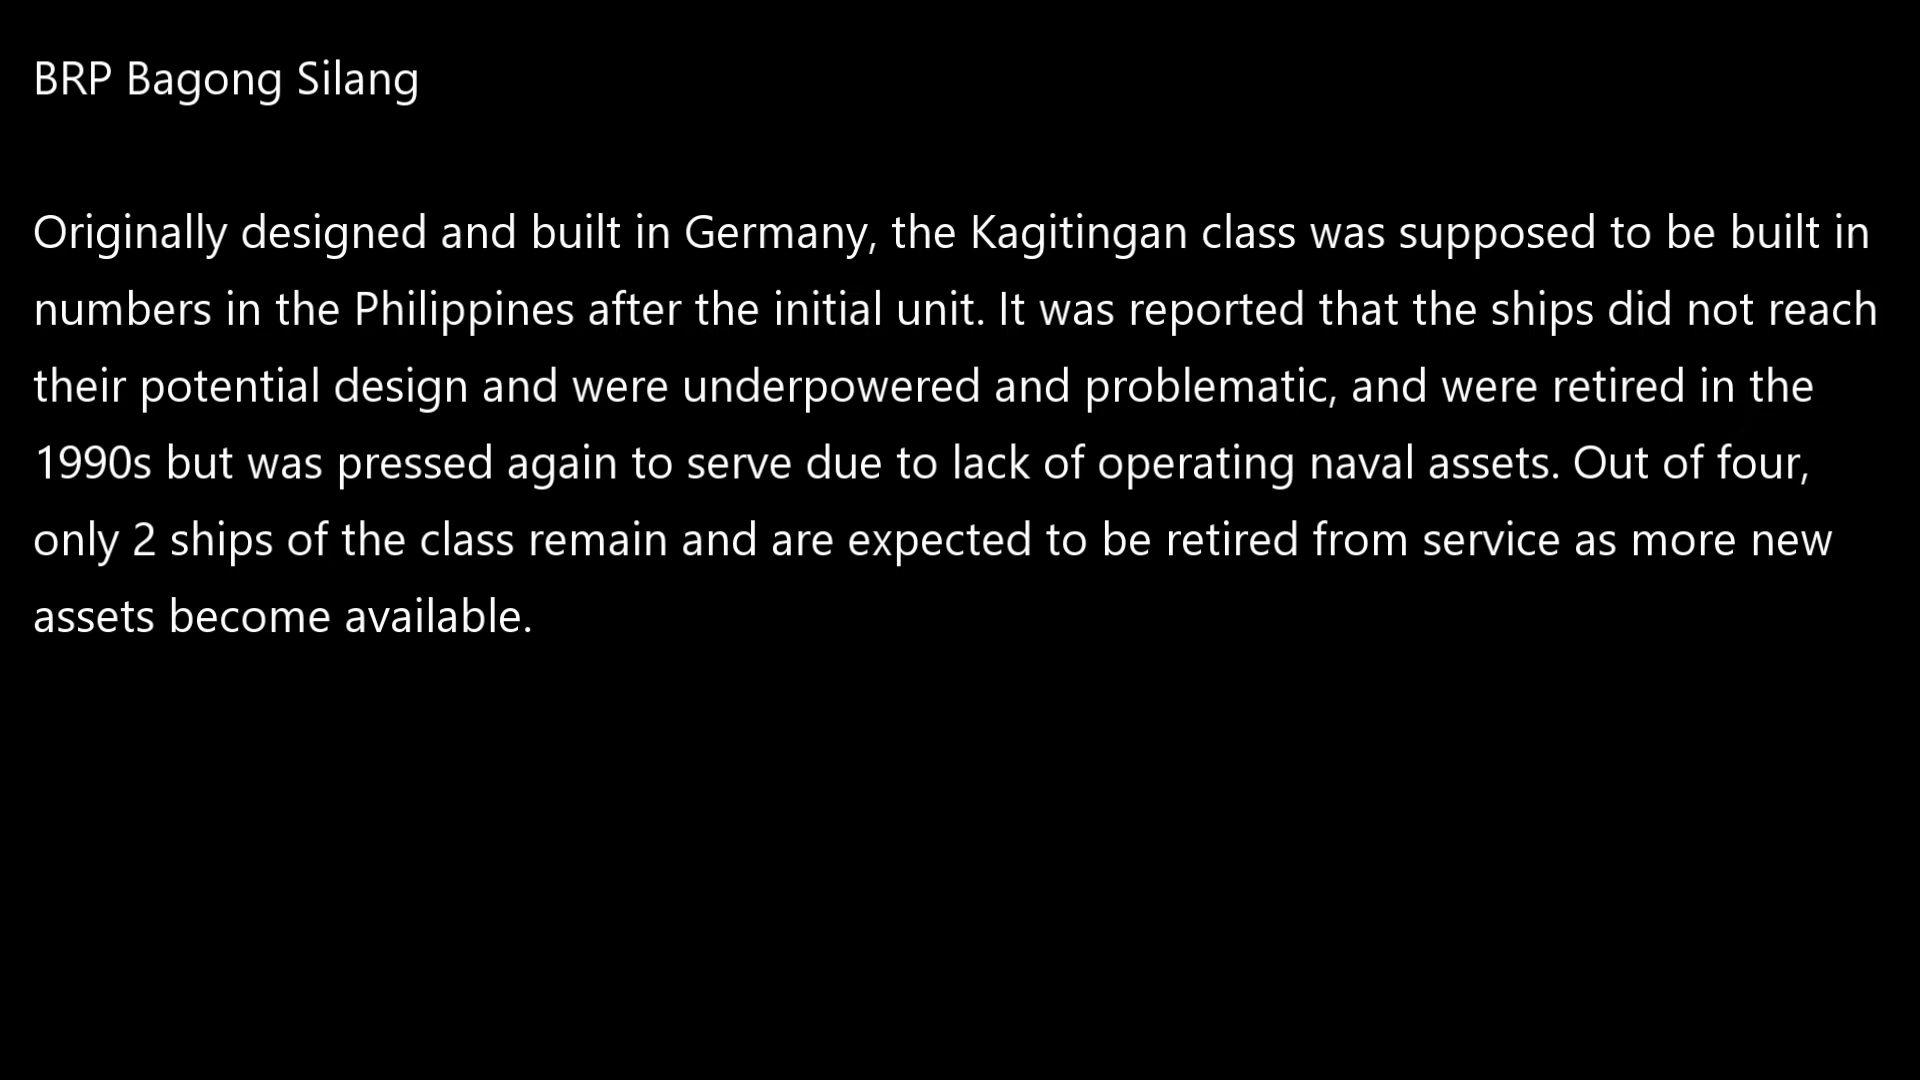 BRP Bagong Silang
Originally designed and built in Germany, the Kagitingan class was supposed to be built in
numbers in the Philippines after the initial unit. It was reported that the ships did not reach
their potential design and were underpowered and problematic, and were retired in the
1990s but was pressed again to serve due to lack of operating naval assets. Out of four,
only 2 ships of the class remain and are expected to be retired from service as more new
assets become available.